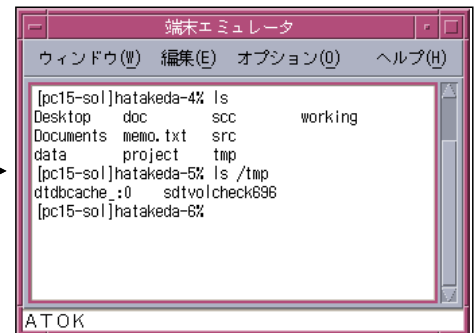 端末エミュレータ
ウィンドウ(W) 編集(E) オプション(O) ヘルプ(H)
[pc15-sol]hatakeda-4% ls
Desktop doc scc working
Documents memo.txt src
data project tmp
[pc15-sol]hatakeda-5% ls /tmp
dtdbcache_:0 sdtvolcheck696
[pc15-sol]hatakeda-6%
ATOK